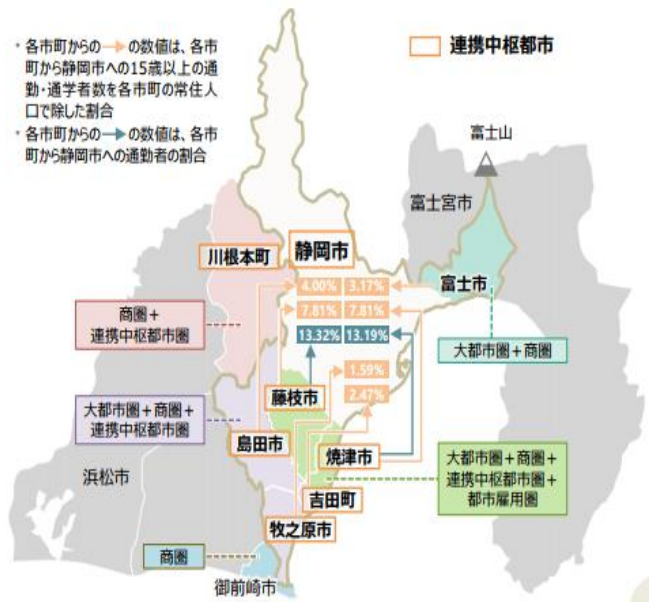 * 各市町からの→の数値は、各市
町から静岡市への15歳以上の通
勤・通学者数を各市町の常住人
口で除した割合
* 各市町からの→の数値は、各市
町から静岡市への通勤者の割合
連携中枢都市
富士山
富士宮市
静岡市
川根本町
富士市
4.00% 3.17%
7.81% 7.81%
13.32% 13.19%
商圏+
連携中枢都市圏
大都市圏+商圏
1.59%
2.47%
藤枝市
大都市圏+商圏+
連携中枢都市圏
島田市
焼津市
大都市圏+商圏+
連携中枢都市圏+
都市雇用圏
浜松市
吉田町
牧之原市
商圏
御前崎市